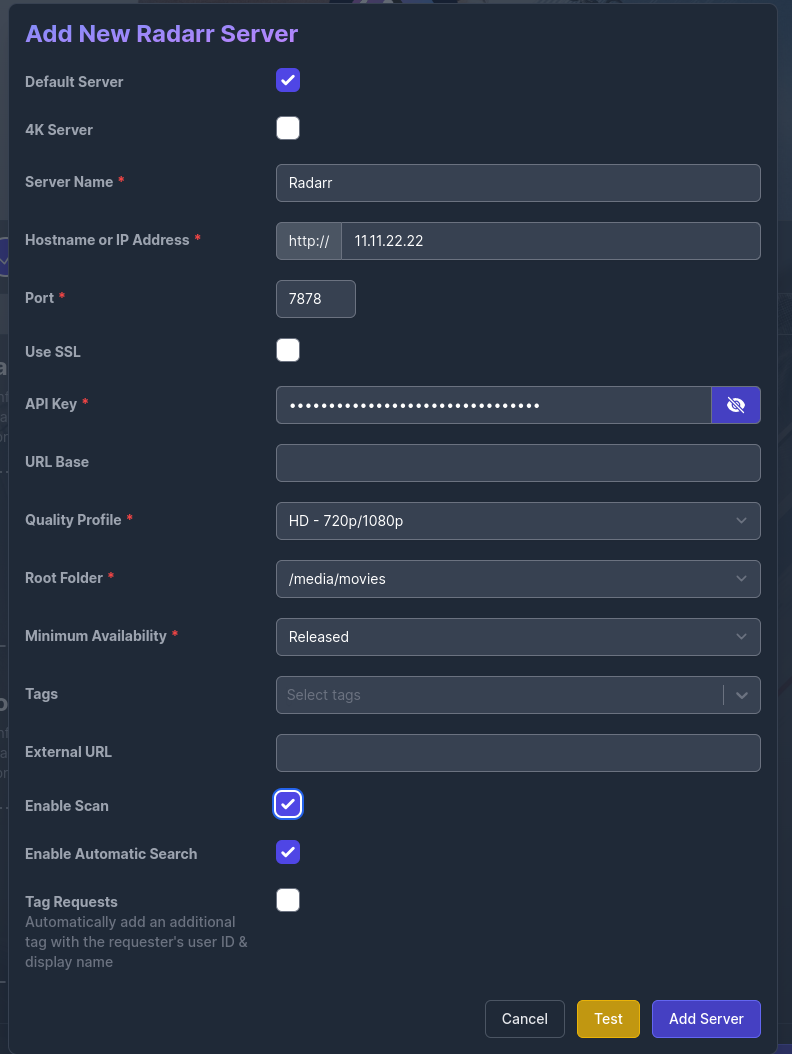 Add New Radarr Server
Default Server
4K Server
Server Name *
Radarr
Hostname or IP Address *
http://
11.11.22.22
Port *
7878
Use SSL
API Key *
••••••••••••••••••••••••••••••••
URL Base
Quality Profile *
HD - 720p/1080p
Root Folder *
/media/movies
Minimum Availability *
Released
Tags
Select tags
External URL
Enable Scan
Enable Automatic Search
Tag Requests
Automatically add an additional
tag with the requester's user ID &
display name
Cancel
Test
Add Server